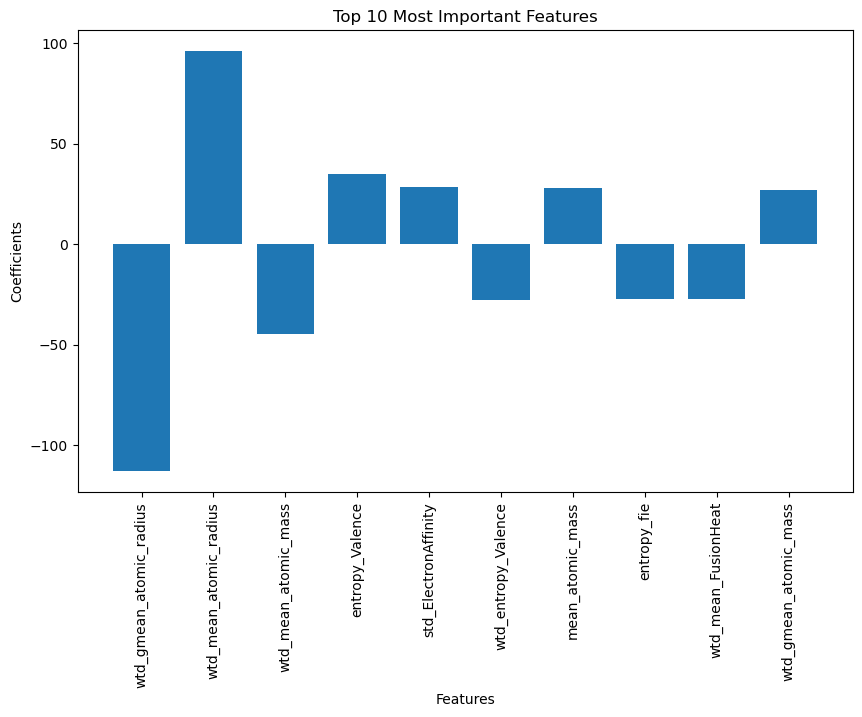 Top 10 Most Important Features
Coefficients
100
50
0
−50
−100
wtd_gmean_atomic_radius
wtd_mean_atomic_radius
wtd_mean_atomic_mass
entropy_Valence
std_ElectronAffinity
wtd_entropy_Valence
mean_atomic_mass
entropy_fie
wtd_mean_FusionHeat
wtd_gmean_atomic_mass
Features